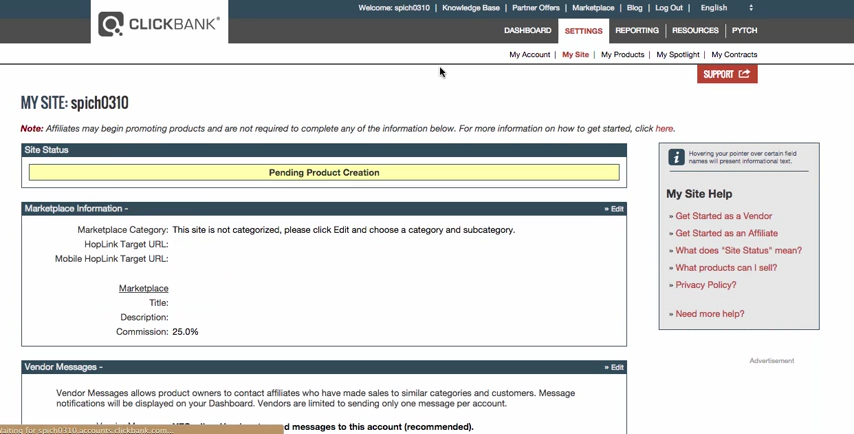 Welcome: spich0310 | Knowledge Base | Partner Offers | Marketplace | Blog | Log Out | English
CLICKBANK®
DASHBOARD SETTINGS REPORTING | RESOURCES | PYTCH
My Account | My Site | My Products | My Spotlight | My Contracts
SUPPORT
MY SITE: spich0310
Note: Affiliates may begin promoting products and are not required to complete any of the information below. For more information on how to get started, click here.
Site Status
Pending Product Creation
Hovering your pointer over certain field
names will present informational text.
My Site Help
» Get Started as a Vendor
» Get Started as an Affiliate
» What does "Site Status" mean?
» What products can I sell?
» Privacy Policy?
» Need more help?
Marketplace Information - » Edit
Marketplace Category: This site is not categorized, please click Edit and choose a category and subcategory.
HopLink Target URL:
Mobile HopLink Target URL:
Marketplace
Title:
Description:
Commission: 25.0%
Advertisement
Vendor Messages - » Edit
Vendor Messages allows product owners to contact affiliates who have made sales to similar categories and customers. Message
notifications will be displayed on your Dashboard. Vendors are limited to sending only one message per account.
messages to this account (recommended).
Waiting for spich0310.accounts.clickbank.com...